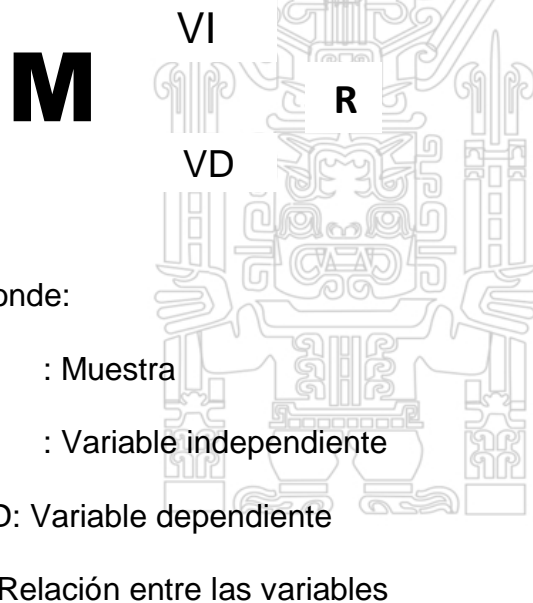 VI
M
R
VD
onde:
: Muestra
: Variable independiente
D: Variable dependiente
Relación entre las variables